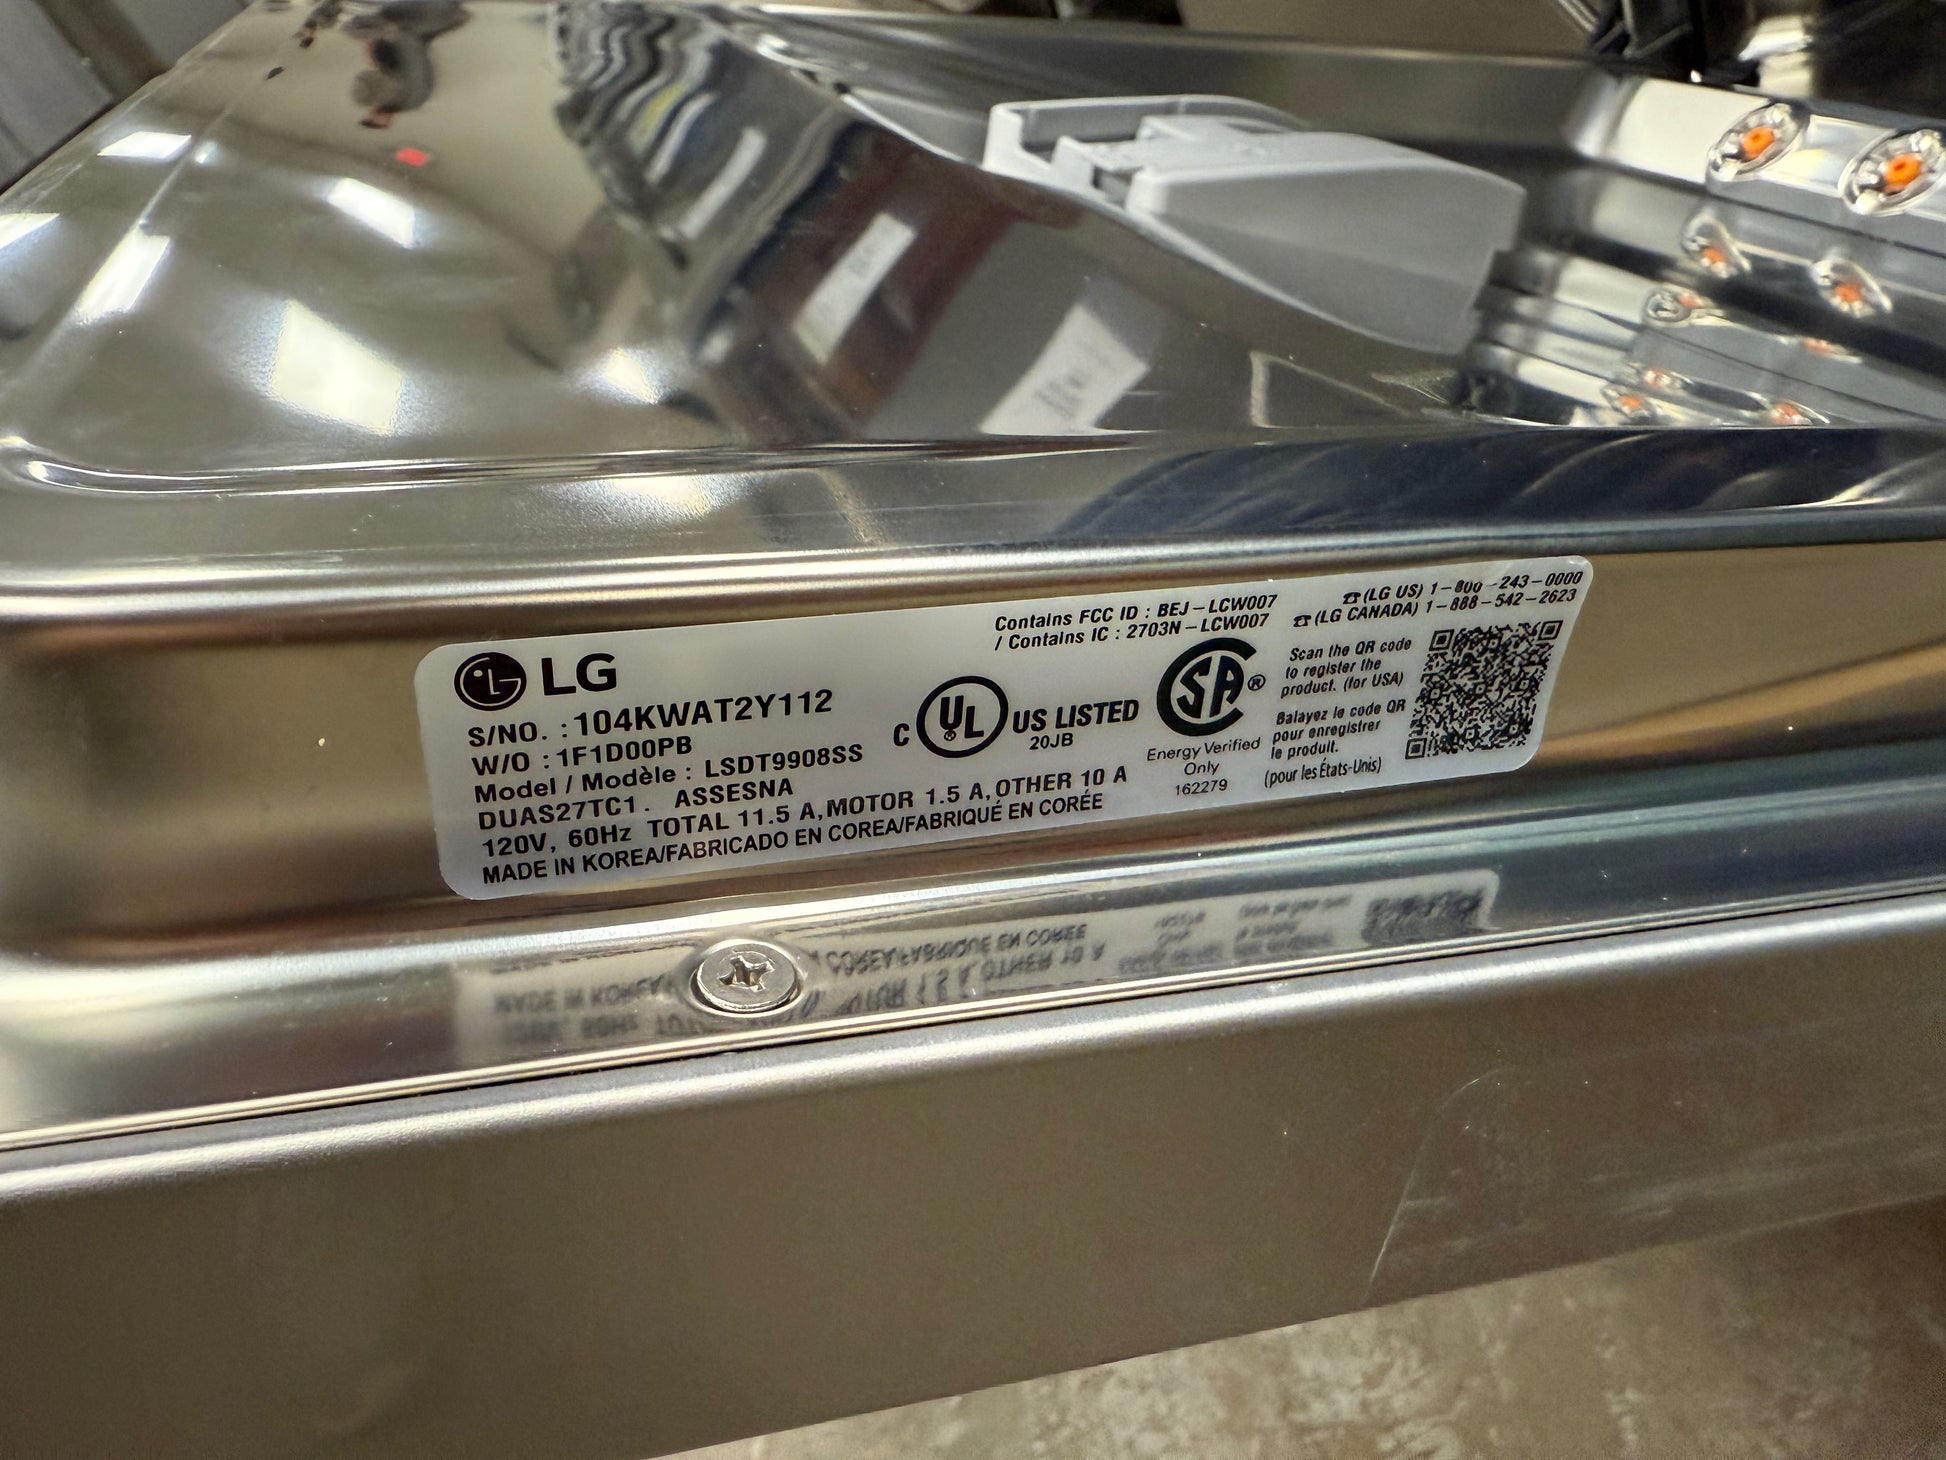 LG
S/NO. : 104KWAT2Y112
W/O : 1F1D00PB
Model / Modèle : LSDT9908SS
DUAS27TC1. ASSESNA
120V, 60Hz TOTAL 11.5 A, MOTOR 1.5 A, OTHER 10 A
MADE IN KOREA/FABRICADO EN COREA/FABRIQUÉ EN CORÉE
Contains FCC ID : BEJ-LCW007
/ Contains IC : 2703N-LCW007
C UL ® US LISTED
20JB
SA ®
Energy Verified
Only
162279
☎(LG US) 1-800-243-0000
☎(LG CANADA) 1-888-542-2623
Scan the QR code
to register the
product. (for USA)
Balayez le code QR
pour enregistrer
le produit.
(pour les États-Unis)